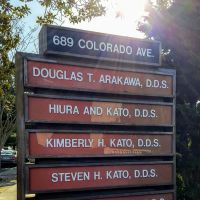 689 COLORADO AVE.
DOUGLAS T. ARAKAWA, D.D.S.
HIURA AND KATO, D.D.S.
KIMBERLY H. KATO, D.D.S.
STEVEN H. KATO, D.D.S.